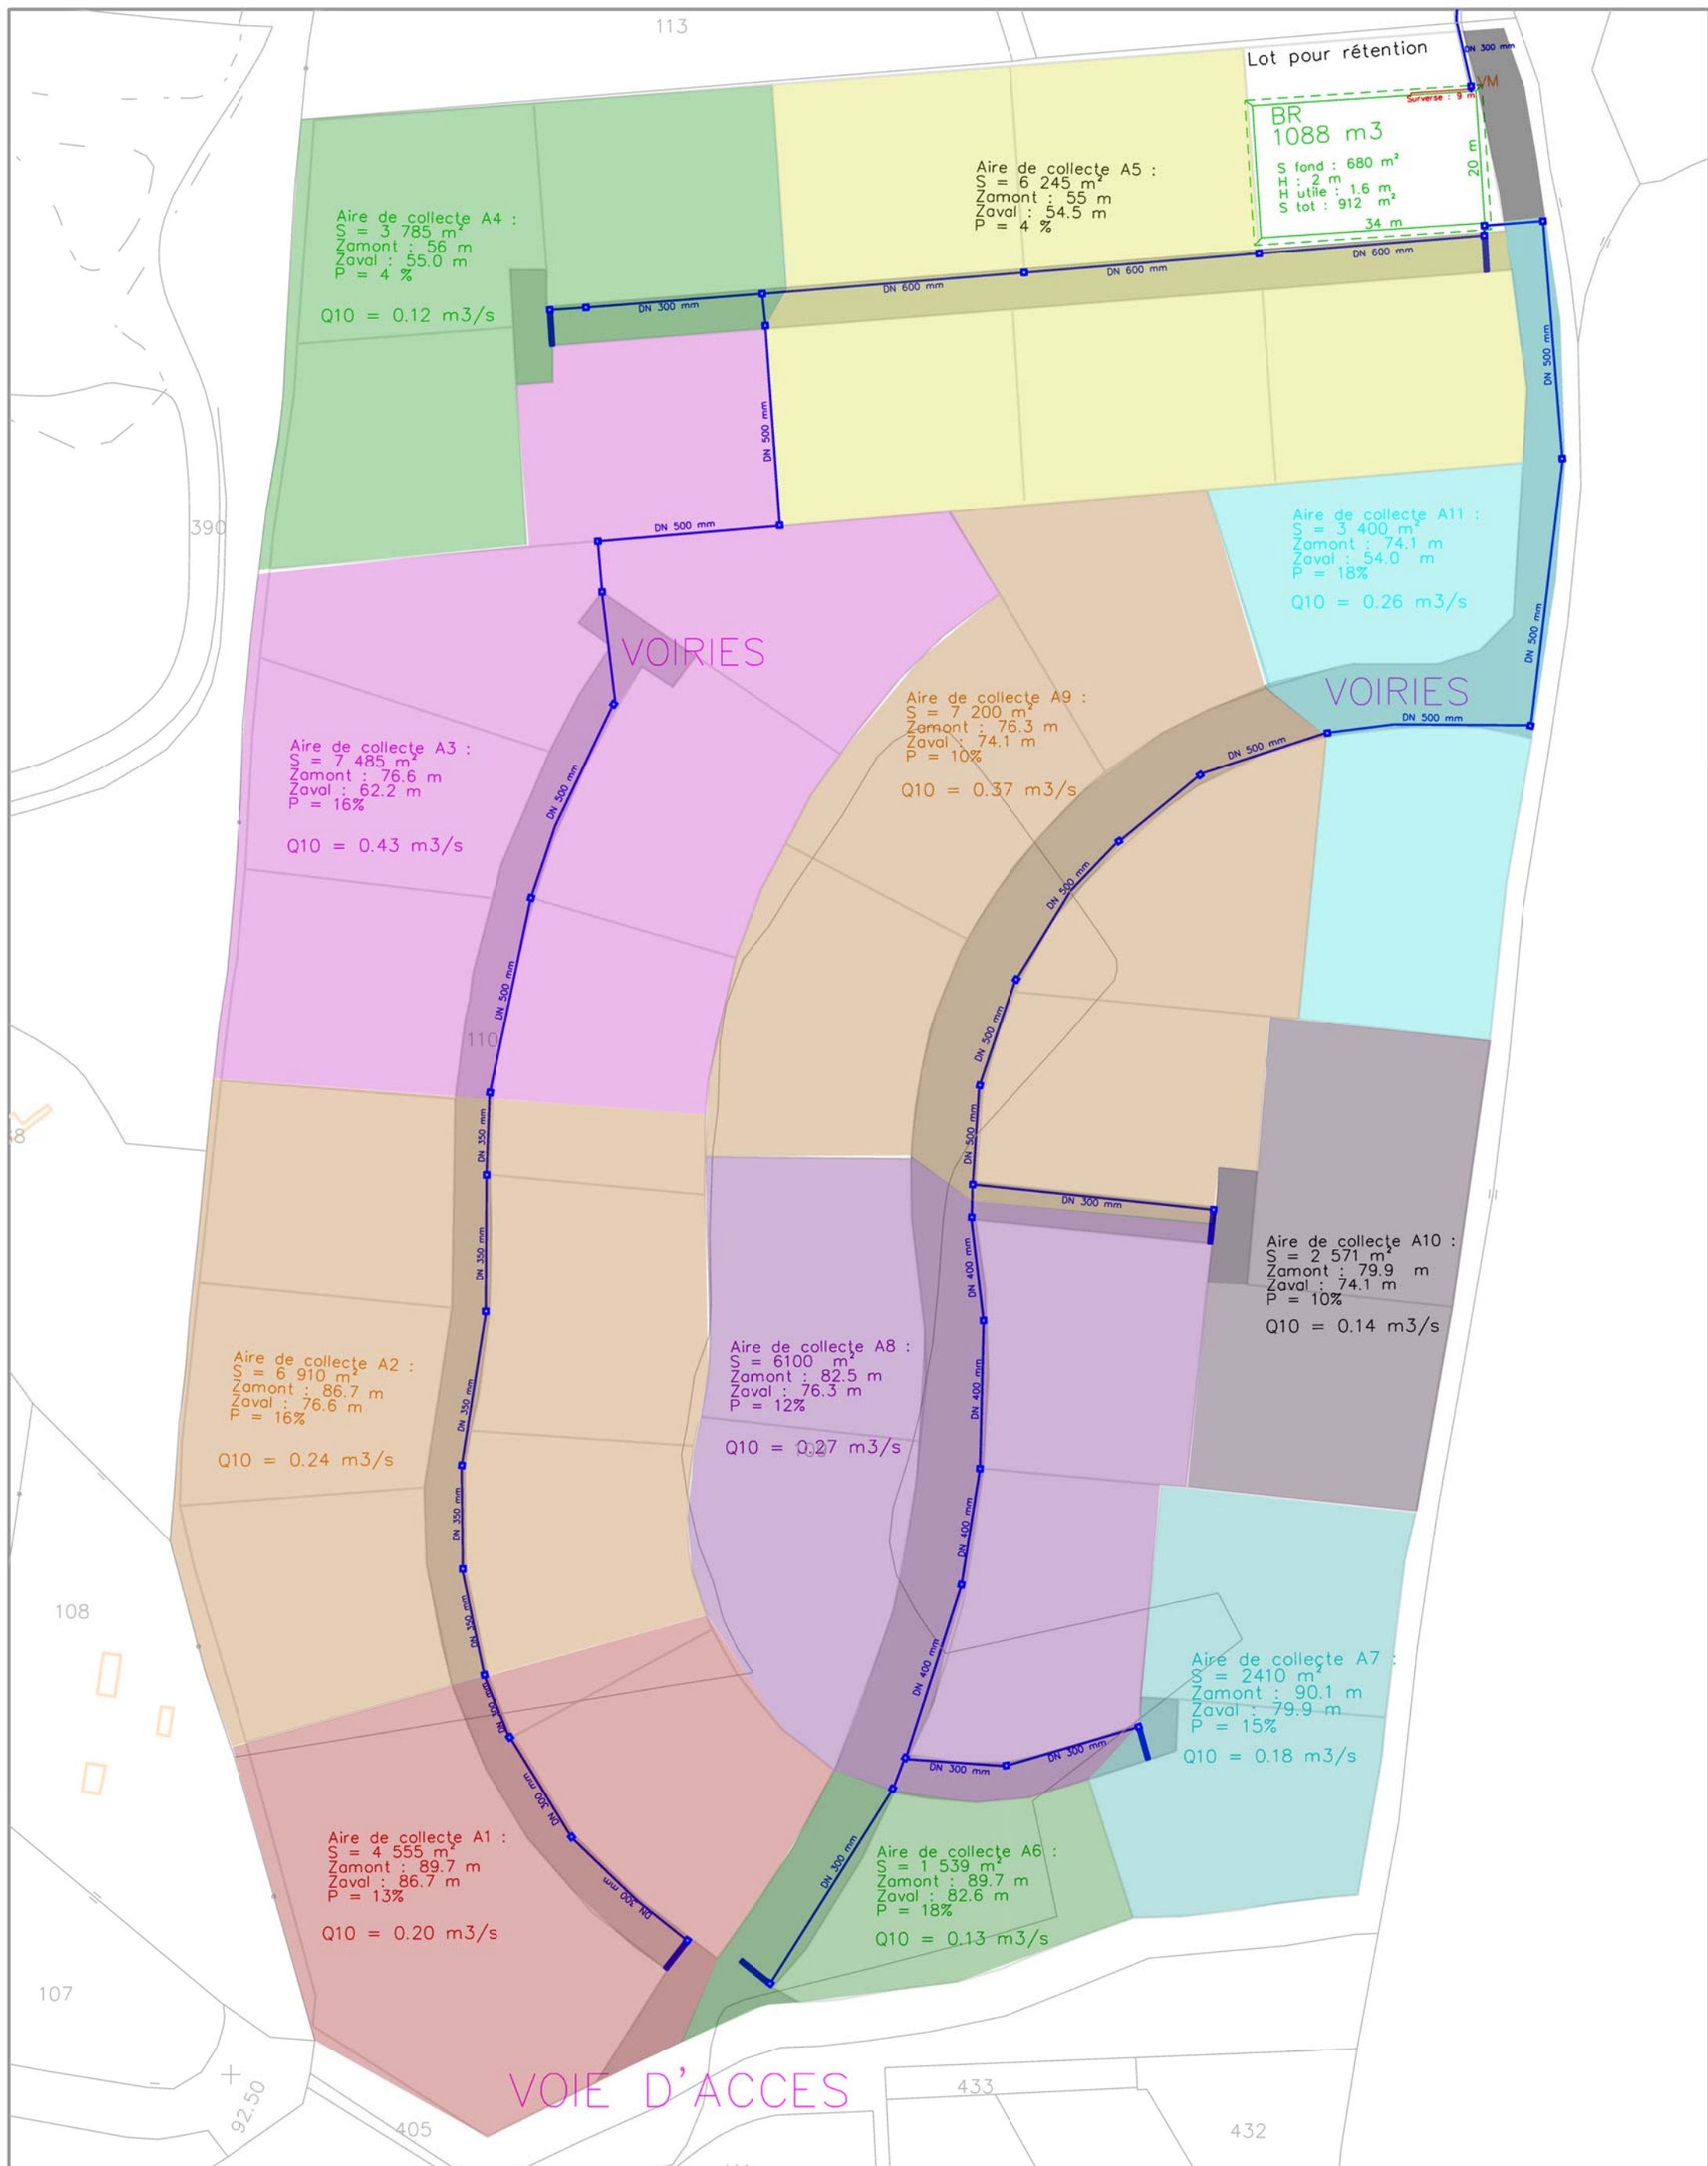 113
Lot pour rétention
DN 300 mm
VM
Surverse : 9 m
BR
1088 m3
S fond : 680 m²
H : 2 m
H utile : 1.6 m
S tot : 912 m²
20 m
34 m
Aire de collecte A5 :
S = 6 245 m²
Zamont : 55 m
Zaval : 54.5 m
P = 4 %
Aire de collecte A4 :
S = 3 785 m²
Zamont : 56 m
Zaval : 55.0 m
P = 4 %
Q10 = 0.12 m3/s
DN 300 mm
DN 600 mm
DN 600 mm
DN 600 mm
DN 500 mm
DN 500 mm
DN 500 mm
390
Aire de collecte A11 :
S = 3 400 m²
Zamont : 74.1 m
Zaval : 54.0 m
P = 18%
Q10 = 0.26 m3/s
DN 500 mm
VOIRIES
VOIRIES
DN 500 mm
DN 500 mm
Aire de collecte A9 :
S = 7 200 m²
Zamont : 76.3 m
Zaval : 74.1 m
P = 10%
Q10 = 0.37 m3/s
Aire de collecte A3 :
S = 7 485 m²
Zamont : 76.6 m
Zaval : 62.2 m
P = 16%
Q10 = 0.43 m3/s
DN 500 mm
DN 500 mm
DN 500 mm
DN 500 mm
110
DN 350 mm
DN 500 mm
DN 300 mm
DN 350 mm
DN 400 mm
Aire de collecte A10 :
S = 2 571 m²
Zamont : 79.9 m
Zaval : 74.1 m
P = 10%
Q10 = 0.14 m3/s
Aire de collecte A8 :
S = 6100 m²
Zamont : 82.5 m
Zaval : 76.3 m
P = 12%
Q10 = 0.27 m3/s
Aire de collecte A2 :
S = 6 910 m²
Zamont : 86.7 m
Zaval : 76.6 m
P = 16%
Q10 = 0.24 m3/s
DN 350 mm
DN 400 mm
DN 350 mm
DN 400 mm
DN 350 mm
DN 400 mm
108
Aire de collecte A7 :
S = 2410 m²
Zamont : 90.1 m
Zaval : 79.9 m
P = 15%
Q10 = 0.18 m3/s
DN 300 mm
DN 300 mm
DN 300 mm
DN 300 mm
DN 300 mm
DN 300 mm
Aire de collecte A1 :
S = 4 555 m²
Zamont : 89.7 m
Zaval : 86.7 m
P = 13%
Q10 = 0.20 m3/s
Aire de collecte A6 :
S = 1 539 m²
Zamont : 89.7 m
Zaval : 82.6 m
P = 18%
Q10 = 0.13 m3/s
107
VOIE D'ACCES
92.50
405
433
432